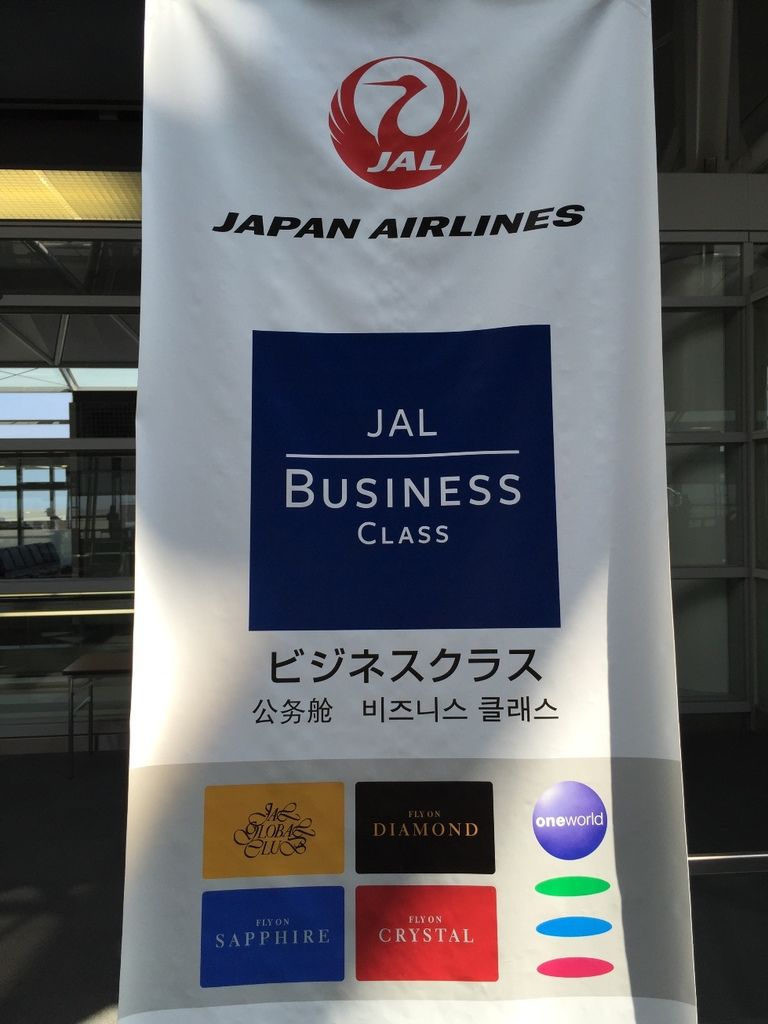 JAL
JAPAN AIRLINES
JAL
BUSINESS
CLASS
ビジネスクラス
公务舱 비즈니스 클래스
JAL GLOBAL CLUB
FLY ON
DIAMOND
oneworld
FLY ON
SAPPHIRE
FLY ON
CRYSTAL